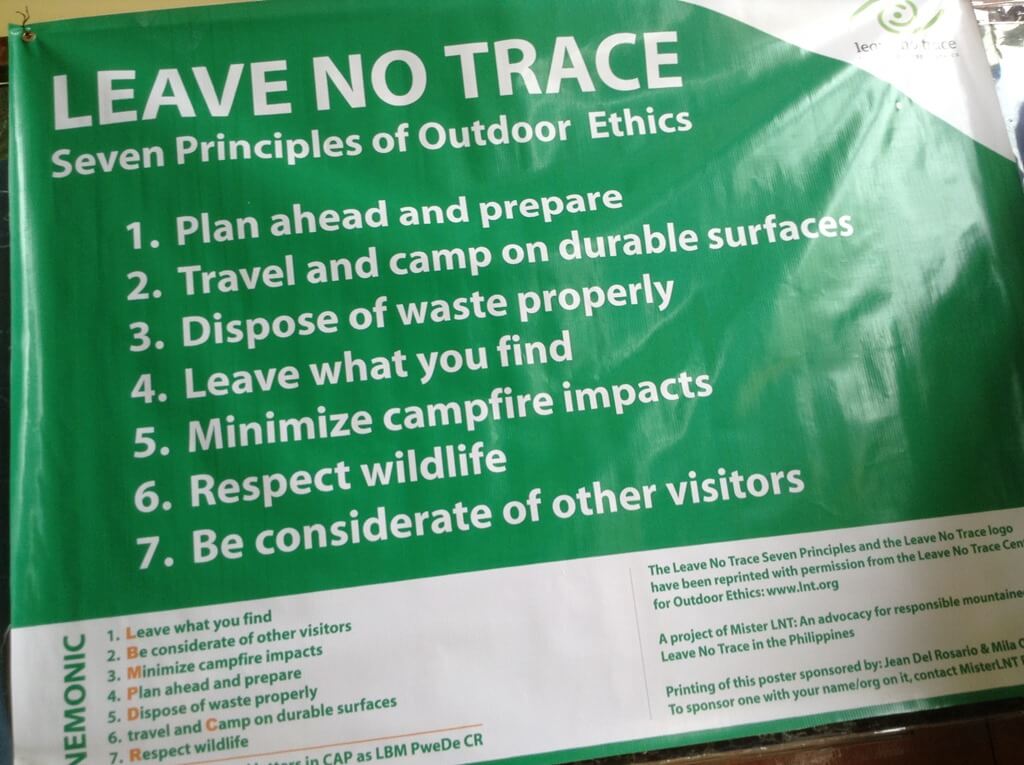 leave no trace
LEAVE NO TRACE
Seven Principles of Outdoor Ethics
1. Plan ahead and prepare
2. Travel and camp on durable surfaces
3. Dispose of waste properly
4. Leave what you find
5. Minimize campfire impacts
6. Respect wildlife
7. Be considerate of other visitors
NEMONIC
1. Leave what you find
2. Be considerate of other visitors
3. Minimize campfire impacts
4. Plan ahead and prepare
5. Dispose of waste properly
6. travel and Camp on durable surfaces
7. Respect wildlife
in CAP as LBM PweDe CR
The Leave No Trace Seven Principles and the Leave No Trace logo
have been reprinted with permission from the Leave No Trace Cen
for Outdoor Ethics: www.lnt.org
A project of Mister LNT: An advocacy for responsible mountainee
Leave No Trace in the Philippines
Printing of this poster sponsored by: Jean Del Rosario & Mila
To sponsor one with your name/org on it, contact MisterLNT